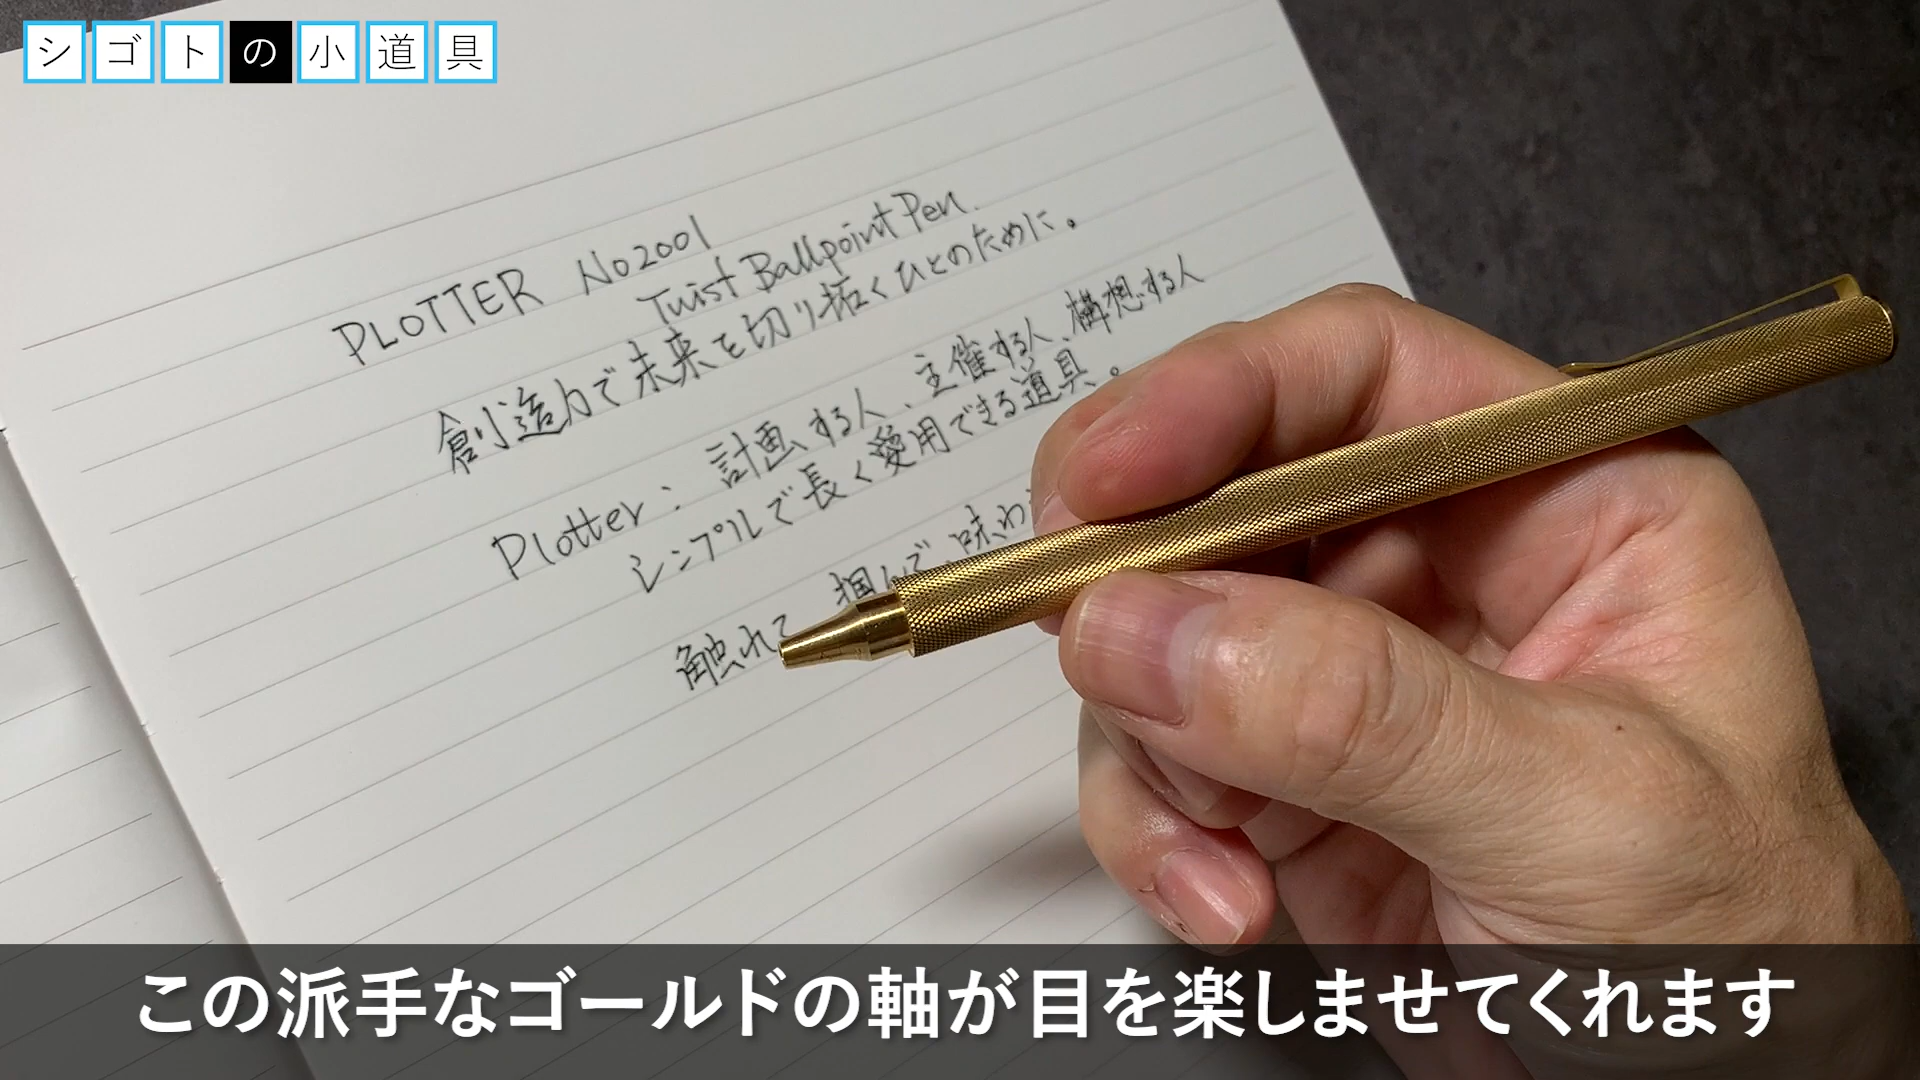 シゴトの小道具
PLOTTER No2001
Twist Ballpoint Pen.
創造力で未来を切り拓くひとのために。
Plotter: 計画する人、主催する人、構想する人
シンプルで長く愛用できる道具。
触れて 掴んで 味わ
この派手なゴールドの軸が目を楽しませてくれます